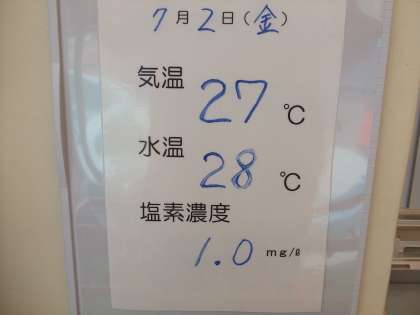 7月2日(金)
気温 27 ℃
水温 28 ℃
塩素濃度
1.0 mg/ℓ